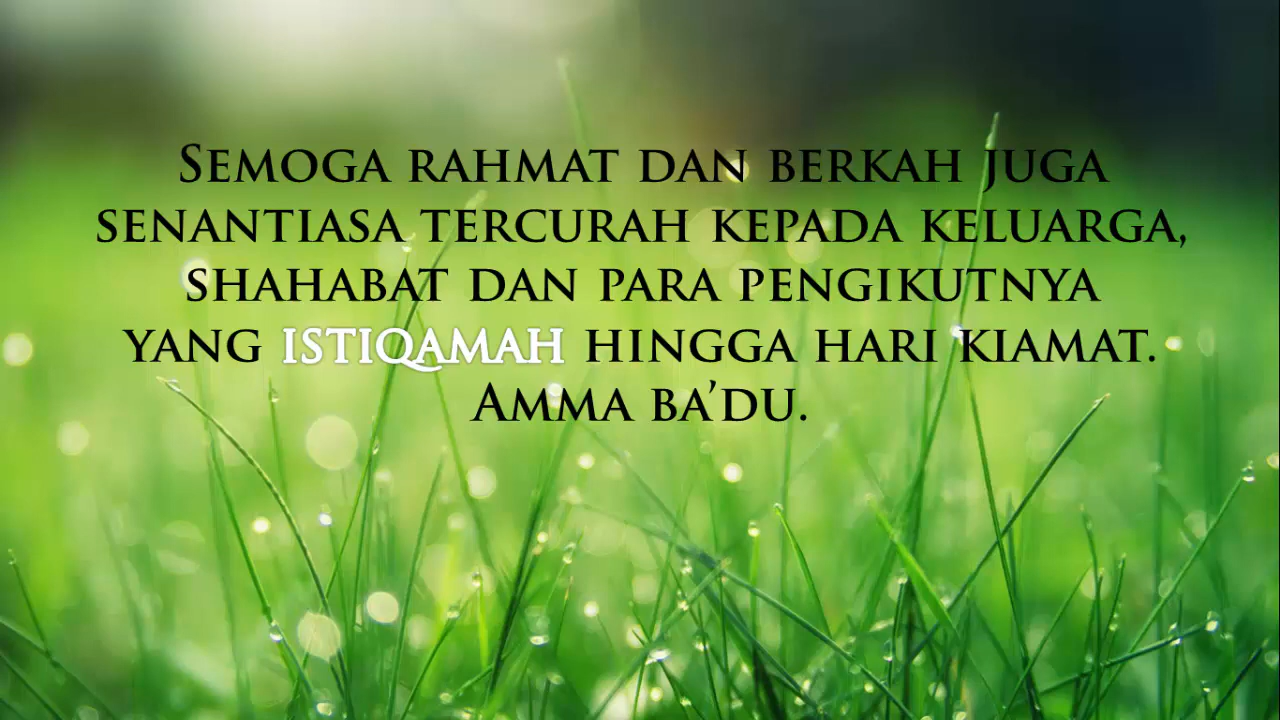 Semoga rahmat dan berkah juga
senantiasa tercurah kepada keluarga,
shahabat dan para pengikutnya
yang istiqamah hingga hari kiamat.
Amma ba’du.